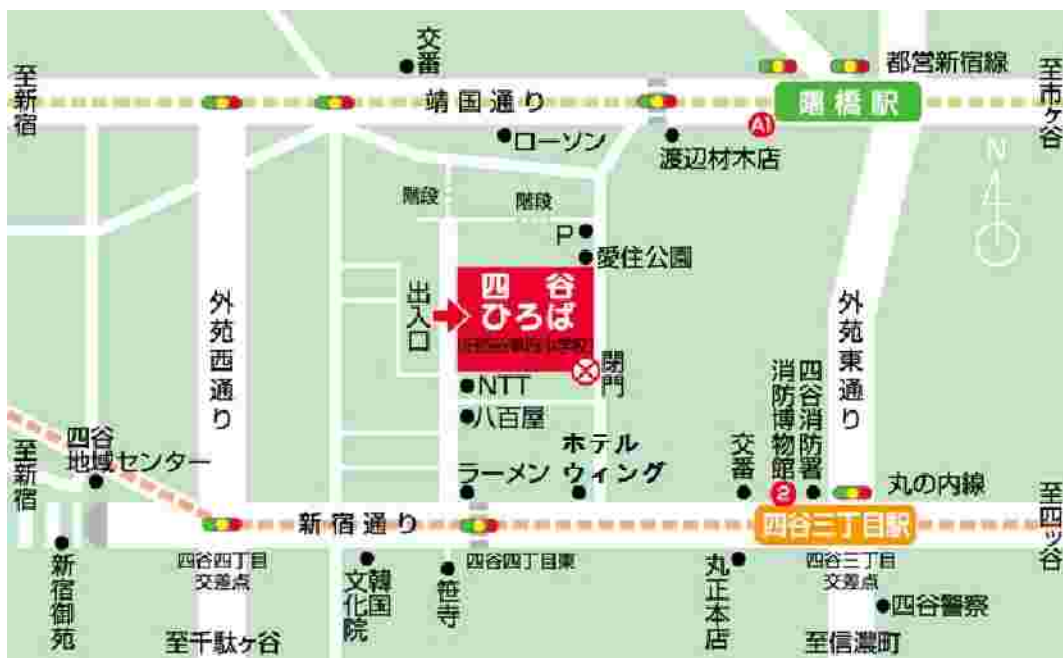 交番
都営新宿線
至新宿
靖国通り
曙橋駅
至市ヶ谷
A1
ローソン
渡辺材木店
N
階段
階段
P
愛住公園
四谷
ひろば
出入口
外苑西通り
外苑東通り
閉門
NTT
八百屋
四谷
地域センター
至新宿
ラーメン
ホテル
ウィング
交番
消防博物館
四谷消防署
2
丸の内線
新宿通り
四谷三丁目駅
至四ッ谷
新宿御苑
四谷四丁目
交差点
韓国
文化院
笹寺
四谷四丁目東
丸正本店
四谷三丁目
交差点
四谷警察
至千駄ヶ谷
至信濃町